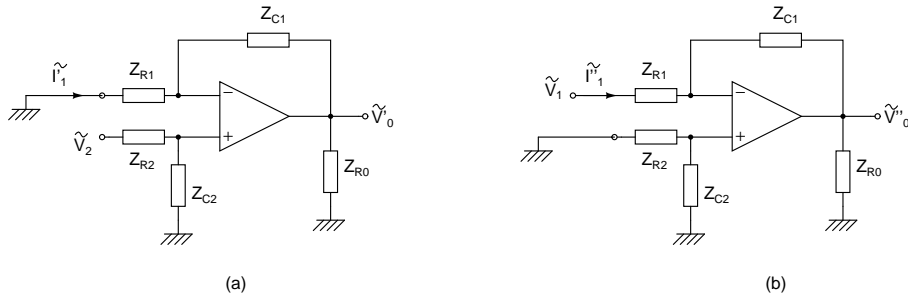 Z_C1
Z_C1
Ĩ'_1
Z_R1
Ṽ_1
Ĩ''_1
Z_R1
−
−
Ṽ_2
Z_R2
+
Ṽ'_0
Z_R2
+
Ṽ''_0
Z_C2
Z_R0
Z_C2
Z_R0
(a)
(b)